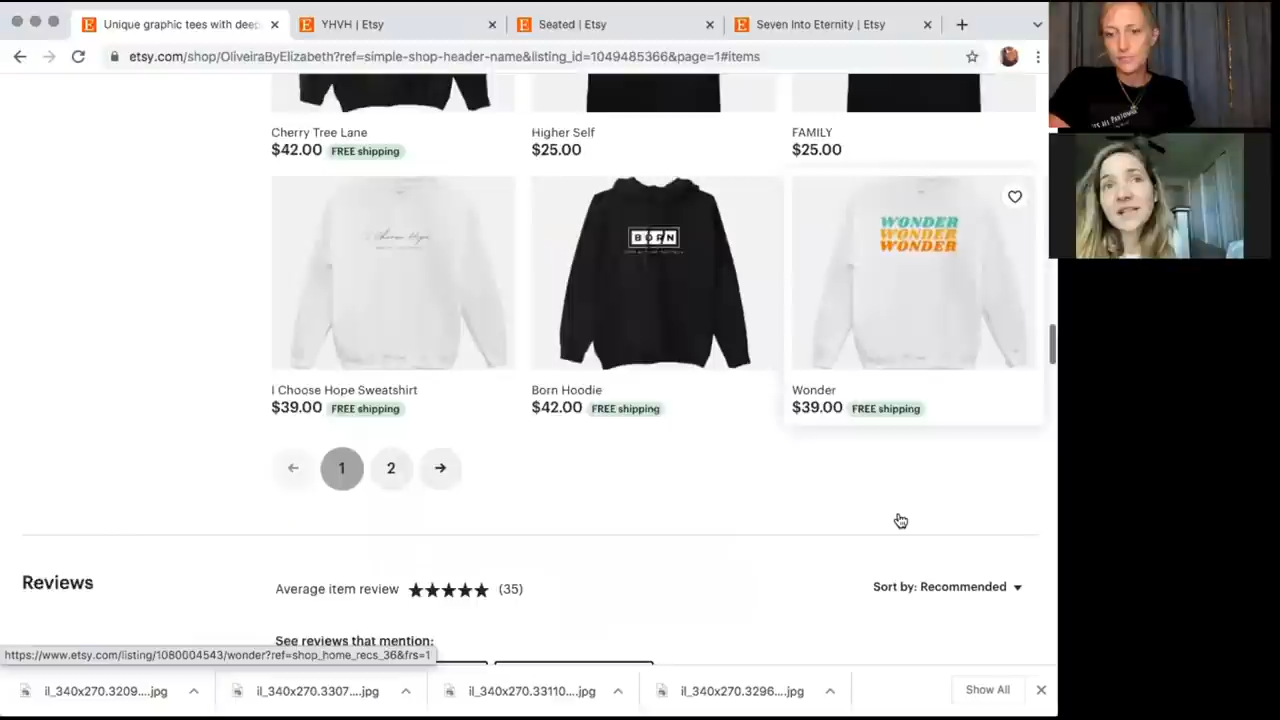 Unique graphic tees with deep
YHVH | Etsy
Seated | Etsy
Seven Into Eternity | Etsy
etsy.com/shop/OliveiraByElizabeth?ref=simple-shop-header-name&listing_id=1049485366&page=1#items
Cherry Tree Lane
$42.00 FREE shipping
Higher Self
$25.00
FAMILY
$25.00
Choose Hope
BORN
WONDER
WONDER
WONDER
I Choose Hope Sweatshirt
$39.00 FREE shipping
Born Hoodie
$42.00 FREE shipping
Wonder
$39.00 FREE shipping
1 2
Reviews
Average item review (35)
Sort by: Recommended
See reviews that mention:
https://www.etsy.com/listing/1080004543/wonder?ref=shop_home_recs_36&frs=1
il_340x270.3209....jpg
il_340x270.3307....jpg
il_340x270.33110....jpg
il_340x270.3296....jpg
Show All